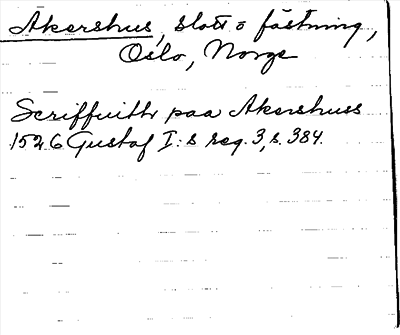 Akershus, slott o fästning,
Oslo, Norge
Scriffuith paa Akershuss
1526 Gustaf I:s reg. 3, s. 384.